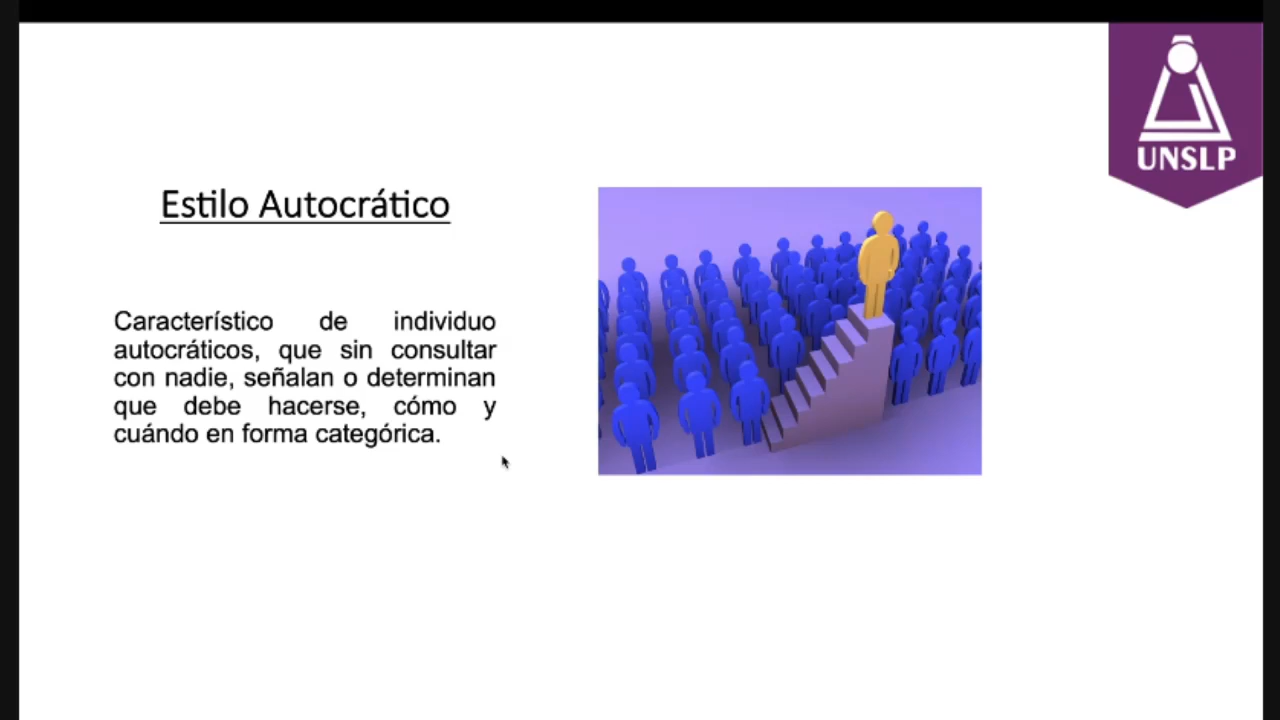 UNSLP
Estilo Autocrático
Característico de individuo
autocráticos, que sin consultar
con nadie, señalan o determinan
que debe hacerse, cómo y
cuándo en forma categórica.